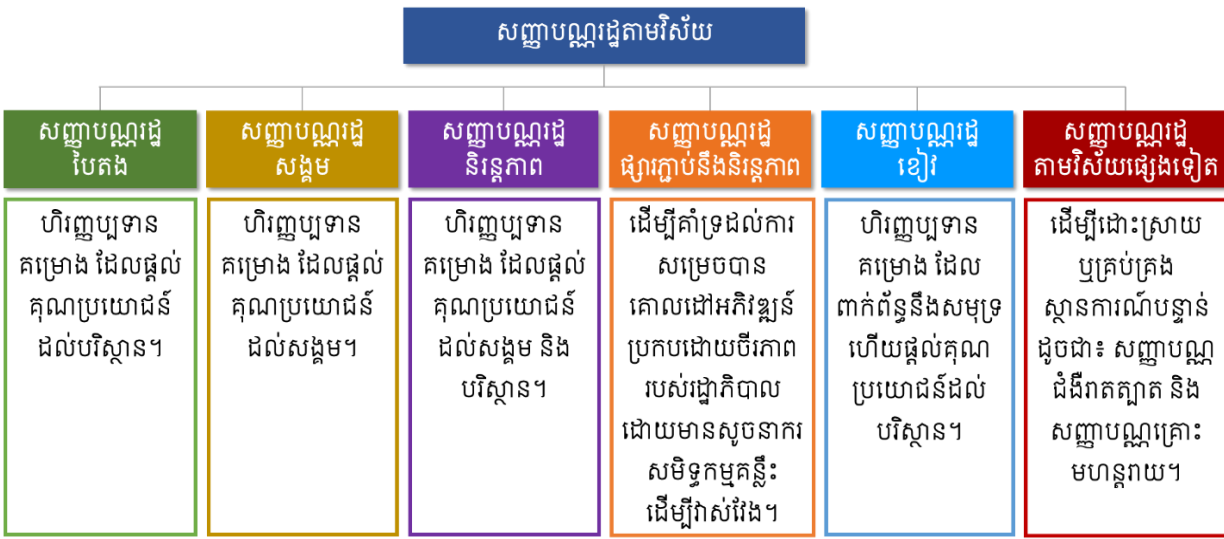 សញ្ញាបណ្ណរដ្ឋតាមវិស័យ
សញ្ញាបណ្ណរដ្ឋ
បៃតង
ហិរញ្ញប្បទាន
គម្រោង ដែលផ្តល់
គុណប្រយោជន៍
ដល់បរិស្ថាន។
សញ្ញាបណ្ណរដ្ឋ
សង្គម
ហិរញ្ញប្បទាន
គម្រោង ដែលផ្តល់
គុណប្រយោជន៍
ដល់សង្គម។
សញ្ញាបណ្ណរដ្ឋ
និរន្តភាព
ហិរញ្ញប្បទាន
គម្រោង ដែលផ្តល់
គុណប្រយោជន៍
ដល់សង្គម និង
បរិស្ថាន។
សញ្ញាបណ្ណរដ្ឋ
ផ្សារភ្ជាប់នឹងនិរន្តភាព
ដើម្បីគាំទ្រដល់ការ
សម្រេចបាន
គោលដៅអភិវឌ្ឍន៍
ប្រកបដោយចីរភាព
របស់រដ្ឋាភិបាល
ដោយមានសូចនាករ
សមិទ្ធកម្មគន្លឹះ
ដើម្បីវាស់វែង។
សញ្ញាបណ្ណរដ្ឋ
ខៀវ
ហិរញ្ញប្បទាន
គម្រោង ដែល
ពាក់ព័ន្ធនឹងសមុទ្រ
ហើយផ្តល់គុណ
ប្រយោជន៍ដល់
បរិស្ថាន។
សញ្ញាបណ្ណរដ្ឋ
តាមវិស័យផ្សេងទៀត
ដើម្បីដោះស្រាយ
ឬគ្រប់គ្រង
ស្ថានការណ៍បន្ទាន់
ដូចជា៖ សញ្ញាបណ្ណ
ជំងឺរាតត្បាត និង
សញ្ញាបណ្ណគ្រោះ
មហន្តរាយ។